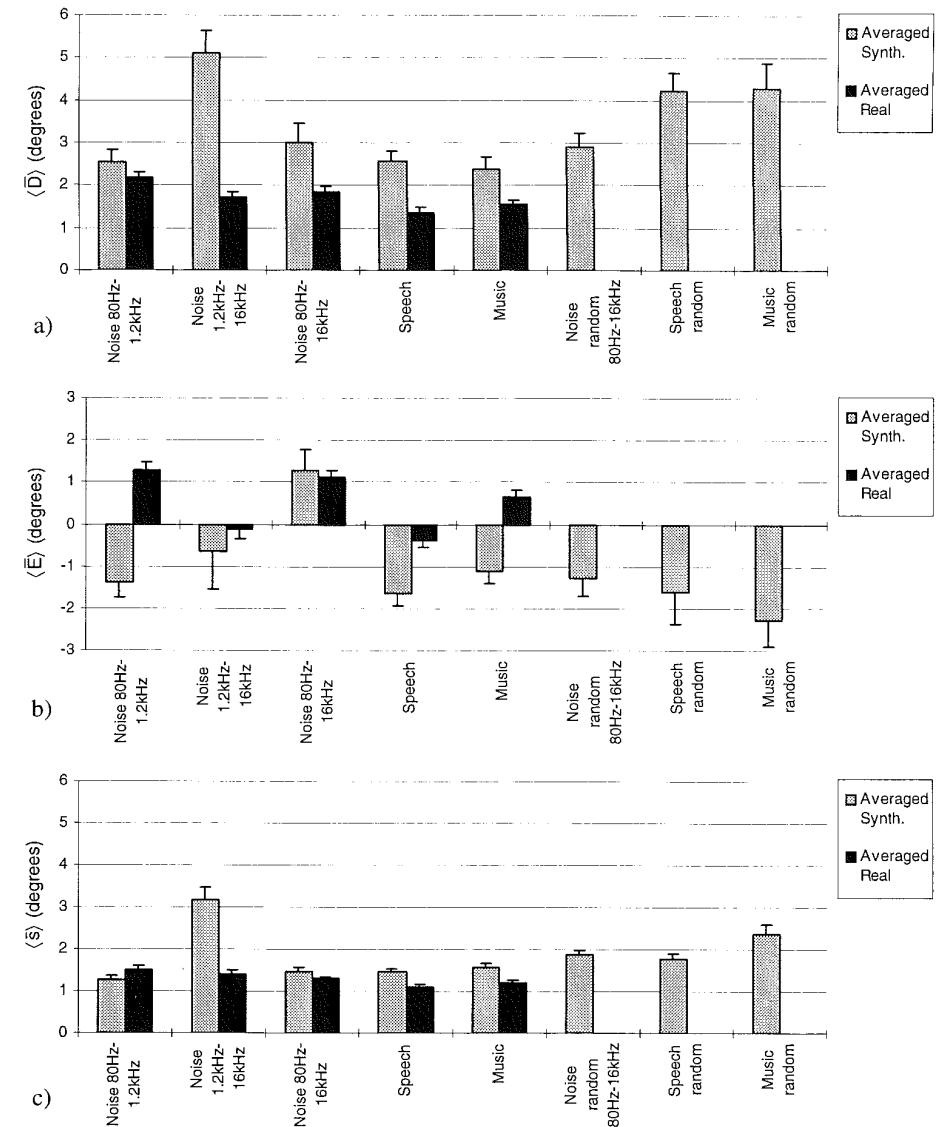 6
5
4
3
2
1
0
⟨D̄⟩ (degrees)
Noise 80Hz-
1.2kHz
Noise
1.2kHz-
16kHz
Noise 80Hz-
16kHz
Speech
Music
Noise
random
80Hz-16kHz
Speech
random
Music
random
Averaged
Synth.
Averaged
Real
a)
3
2
1
0
-1
-2
-3
⟨Ē⟩ (degrees)
Noise 80Hz-
1.2kHz
Noise
1.2kHz-
16kHz
Noise 80Hz-
16kHz
Speech
Music
Noise
random
80Hz-16kHz
Speech
random
Music
random
Averaged
Synth.
Averaged
Real
b)
6
5
4
3
2
1
0
⟨s̄⟩ (degrees)
Noise 80Hz-
1.2kHz
Noise
1.2kHz-
16kHz
Noise 80Hz-
16kHz
Speech
Music
Noise
random
80Hz-16kHz
Speech
random
Music
random
Averaged
Synth.
Averaged
Real
c)